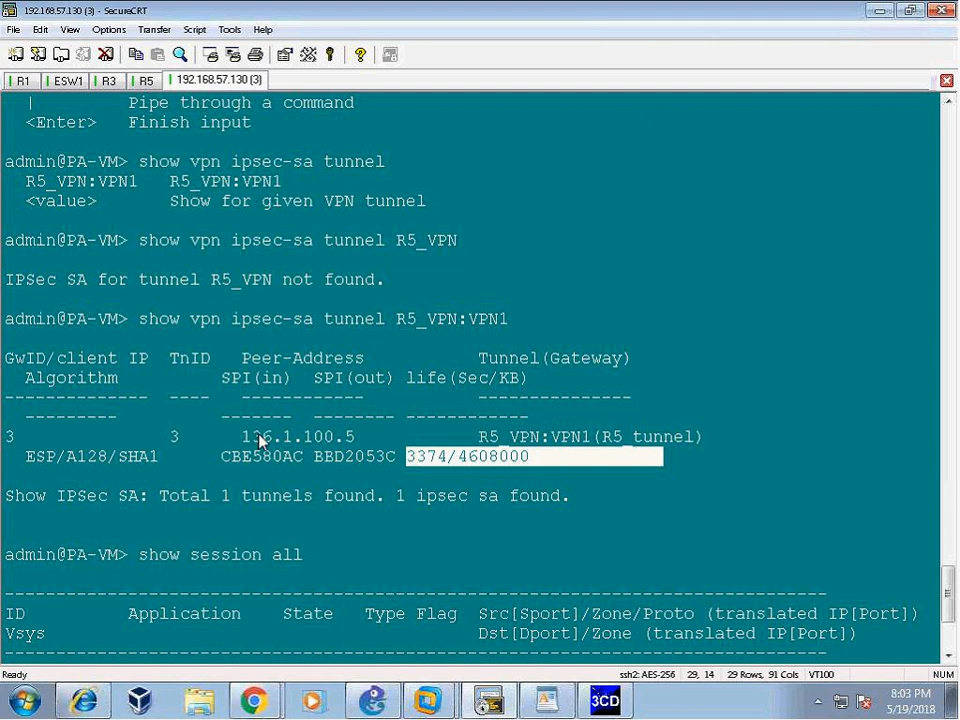 192.168.57.130 (3) - SecureCRT
File Edit View Options Transfer Script Tools Help
R1 ESW1 R3 R5 192.168.57.130 (3)
| Pipe through a command
<Enter> Finish input
admin@PA-VM> show vpn ipsec-sa tunnel
R5_VPN:VPN1 R5_VPN:VPN1
<value> Show for given VPN tunnel
admin@PA-VM> show vpn ipsec-sa tunnel R5_VPN
IPSec SA for tunnel R5_VPN not found.
admin@PA-VM> show vpn ipsec-sa tunnel R5_VPN:VPN1
GwID/client IP TnID Peer-Address Tunnel(Gateway)
Algorithm SPI(in) SPI(out) life(Sec/KB)
-------------- ---- ------------ ---------------
--------- ------- -------- ------------
3 3 136.1.100.5 R5_VPN:VPN1(R5_tunnel)
ESP/A128/SHA1 CBE580AC BBD2053C 3374/4608000
Show IPSec SA: Total 1 tunnels found. 1 ipsec sa found.
admin@PA-VM> show session all
--------------------------------------------------------------------------------
ID Application State Type Flag Src[Sport]/Zone/Proto (translated IP[Port])
Vsys Dst[Dport]/Zone (translated IP[Port])
--------------------------------------------------------------------------------
Ready ssh2: AES-256 29, 14 29 Rows, 91 Cols VT100 NUM
3CD
8:03 PM
5/19/2018